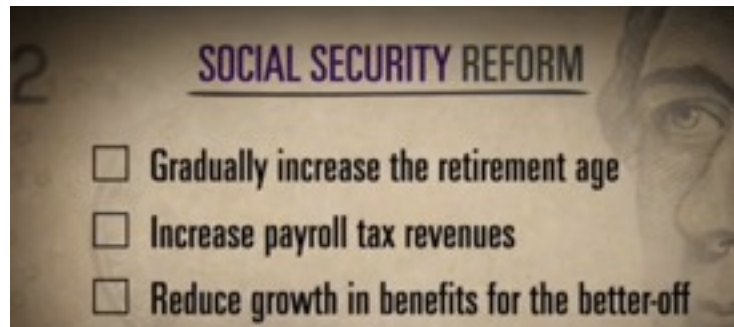 2
SOCIAL SECURITY REFORM
Gradually increase the retirement age
Increase payroll tax revenues
Reduce growth in benefits for the better-off